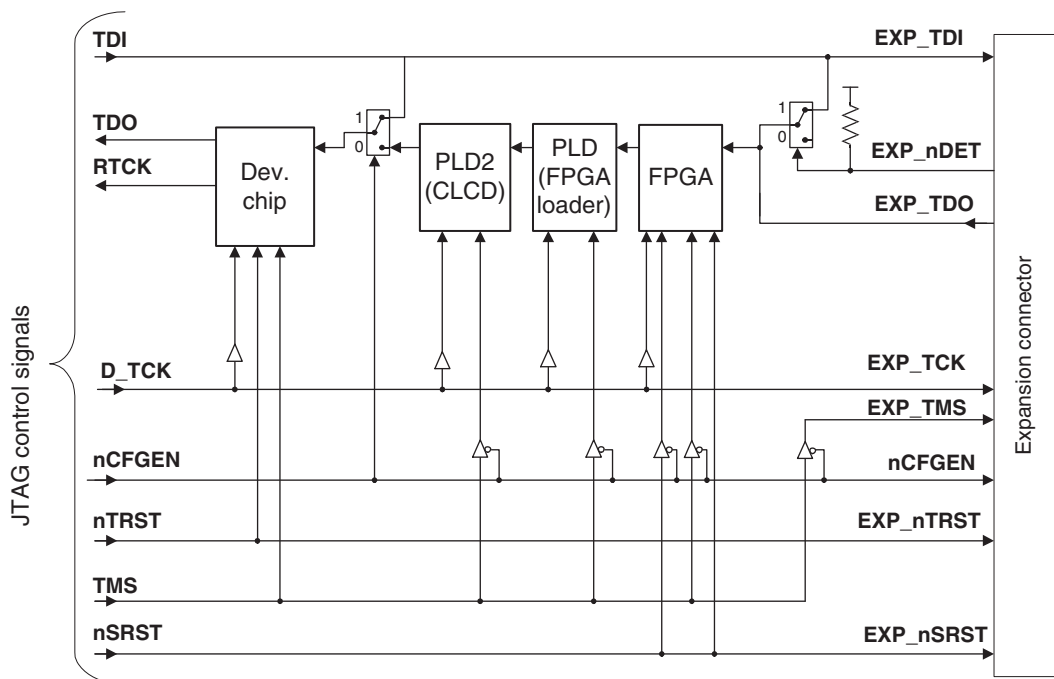 TDI
EXP_TDI
TDO
1
0
1
0
RTCK
Dev.
chip
PLD2
(CLCD)
PLD
(FPGA
loader)
FPGA
EXP_nDET
EXP_TDO
JTAG control signals
Expansion connector
D_TCK
EXP_TCK
EXP_TMS
nCFGEN
nCFGEN
nTRST
EXP_nTRST
TMS
nSRST
EXP_nSRST